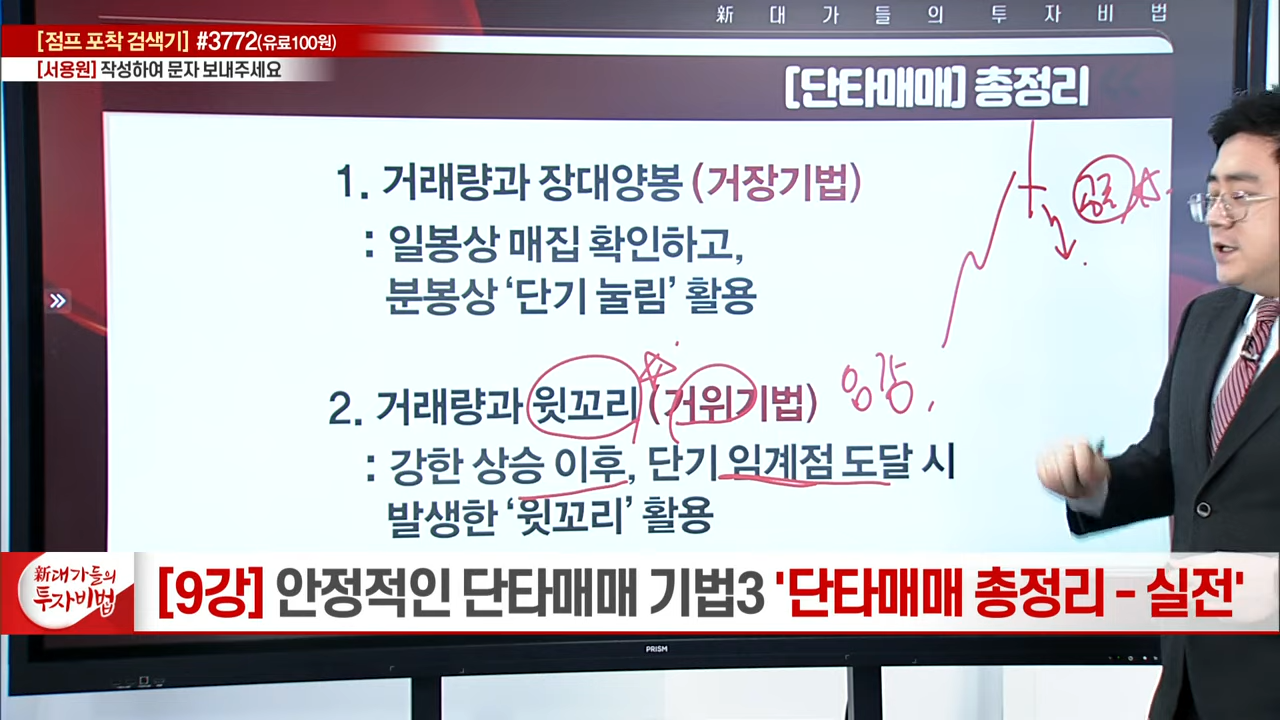 新 대 가 들 의 투 자 비 법
[점프 포착 검색기] #3772(유료100원)
[서용원] 작성하여 문자 보내주세요
[단타매매] 총정리
1. 거래량과 장대양봉 (거장기법)
: 일봉상 매집 확인하고,
분봉상 ‘단기 눌림’ 활용
2. 거래량과 윗꼬리 (거위기법)
: 강한 상승 이후, 단기 임계점 도달 시
발생한 ‘윗꼬리’ 활용
新대가들의
투자비법
[9강] 안정적인 단타매매 기법3 '단타매매 총정리 - 실전'
PRISM